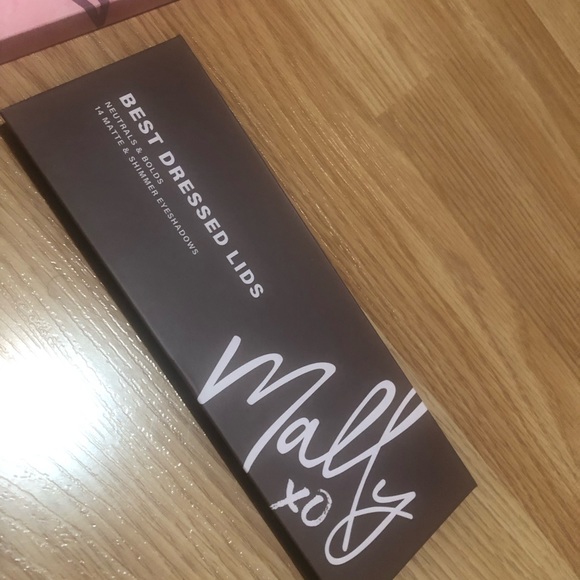 BEST DRESSED LIDS
NEUTRALS & BOLDS
14 MATTE & SHIMMER EYESHADOWS
Mally
xo